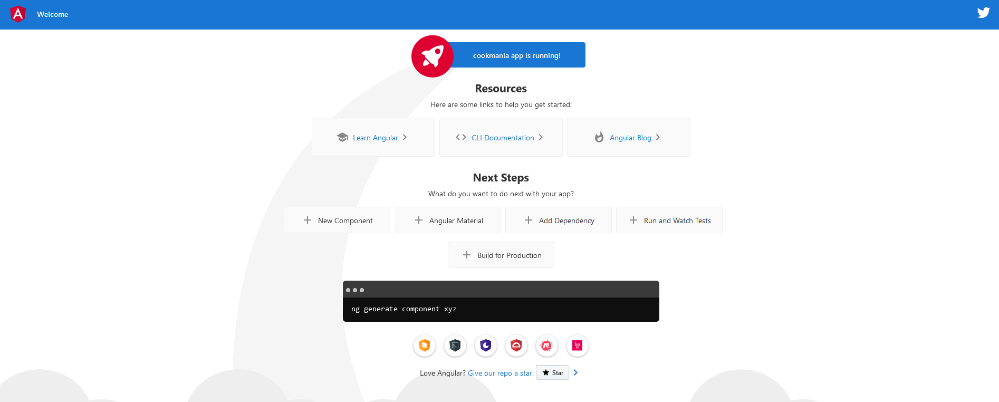 Welcome
cookmania app is running!
Resources
Here are some links to help you get started:
Learn Angular
CLI Documentation
Angular Blog
Next Steps
What do you want to do next with your app?
New Component
Angular Material
Add Dependency
Run and Watch Tests
Build for Production
ng generate component xyz
Love Angular? Give our repo a star. Star